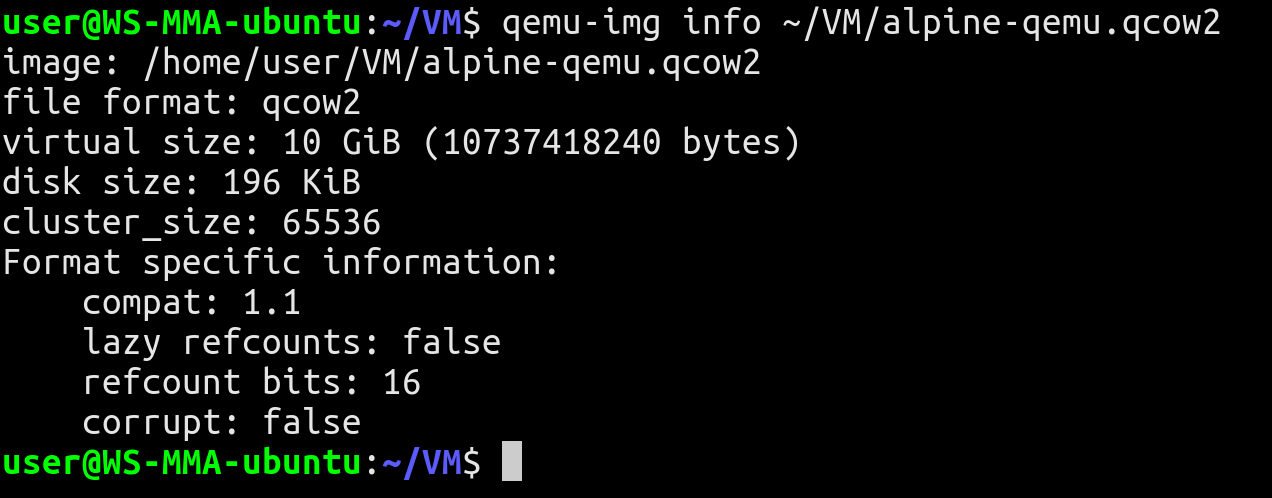 user@WS-MMA-ubuntu:~/VM$ qemu-img info ~/VM/alpine-qemu.qcow2
image: /home/user/VM/alpine-qemu.qcow2
file format: qcow2
virtual size: 10 GiB (10737418240 bytes)
disk size: 196 KiB
cluster_size: 65536
Format specific information:
    compat: 1.1
    lazy refcounts: false
    refcount bits: 16
    corrupt: false
user@WS-MMA-ubuntu:~/VM$